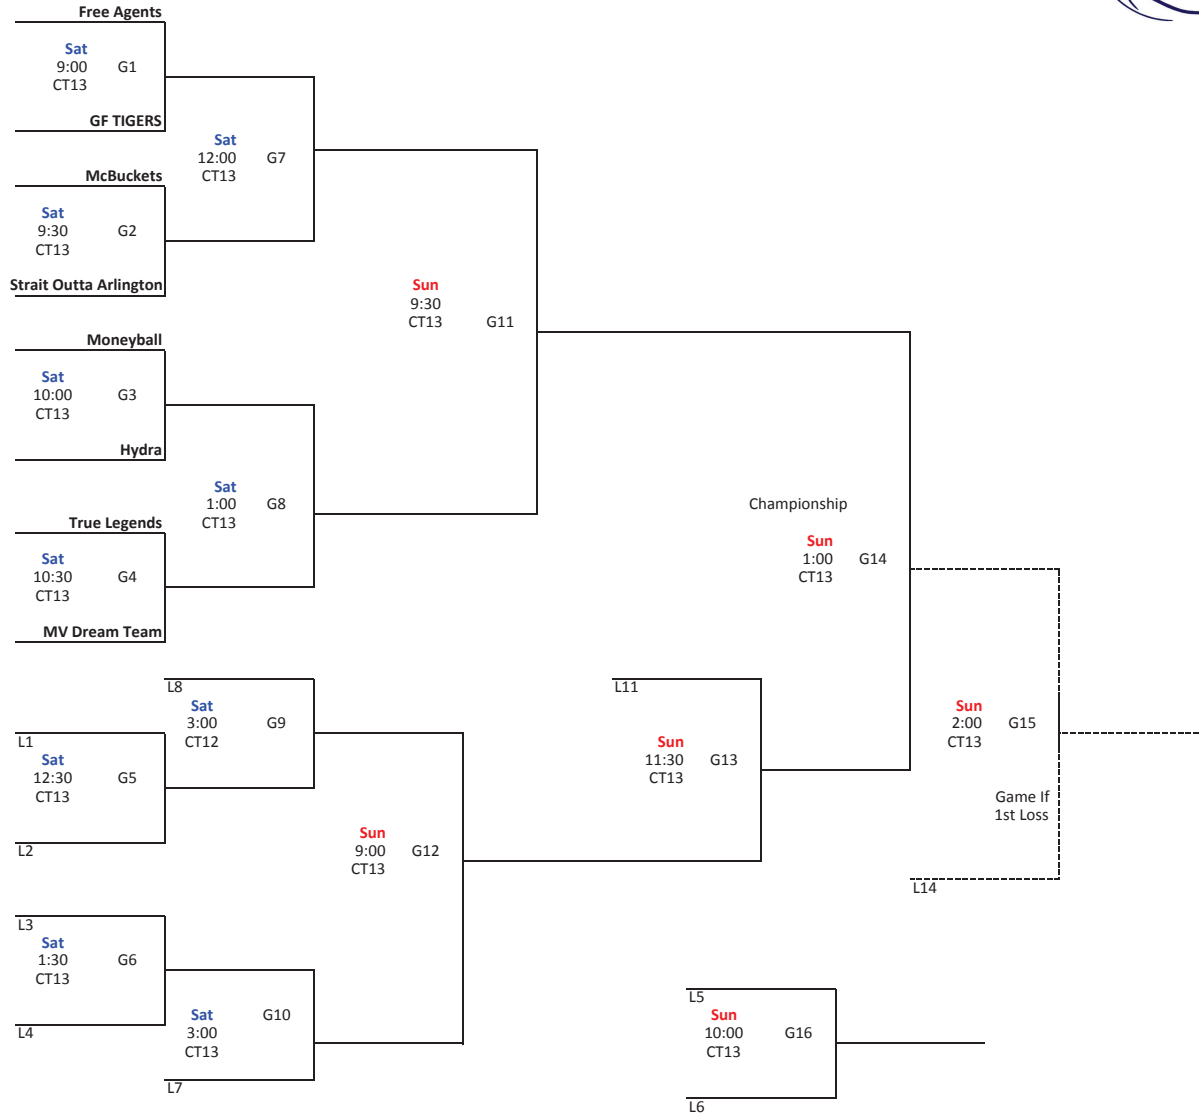 Free Agents
Sat
9:00 G1
CT13
GF TIGERS
Sat
12:00 G7
CT13
McBuckets
Sat
9:30 G2
CT13
Strait Outta Arlington
Sun
9:30
CT13 G11
Moneyball
Sat
10:00 G3
CT13
Hydra
Sat
1:00 G8
CT13
True Legends
Sat
10:30 G4
CT13
MV Dream Team
Championship
Sun
1:00 G14
CT13
L8
Sat
3:00 G9
CT12
L1
Sat
12:30 G5
CT13
L2
Sun
9:00 G12
CT13
L11
Sun
11:30 G13
CT13
Sun
2:00 G15
CT13
Game If
1st Loss
L14
L3
Sat
1:30 G6
CT13
L4
Sat G10
3:00
CT13
L7
L5
Sun
10:00 G16
CT13
L6